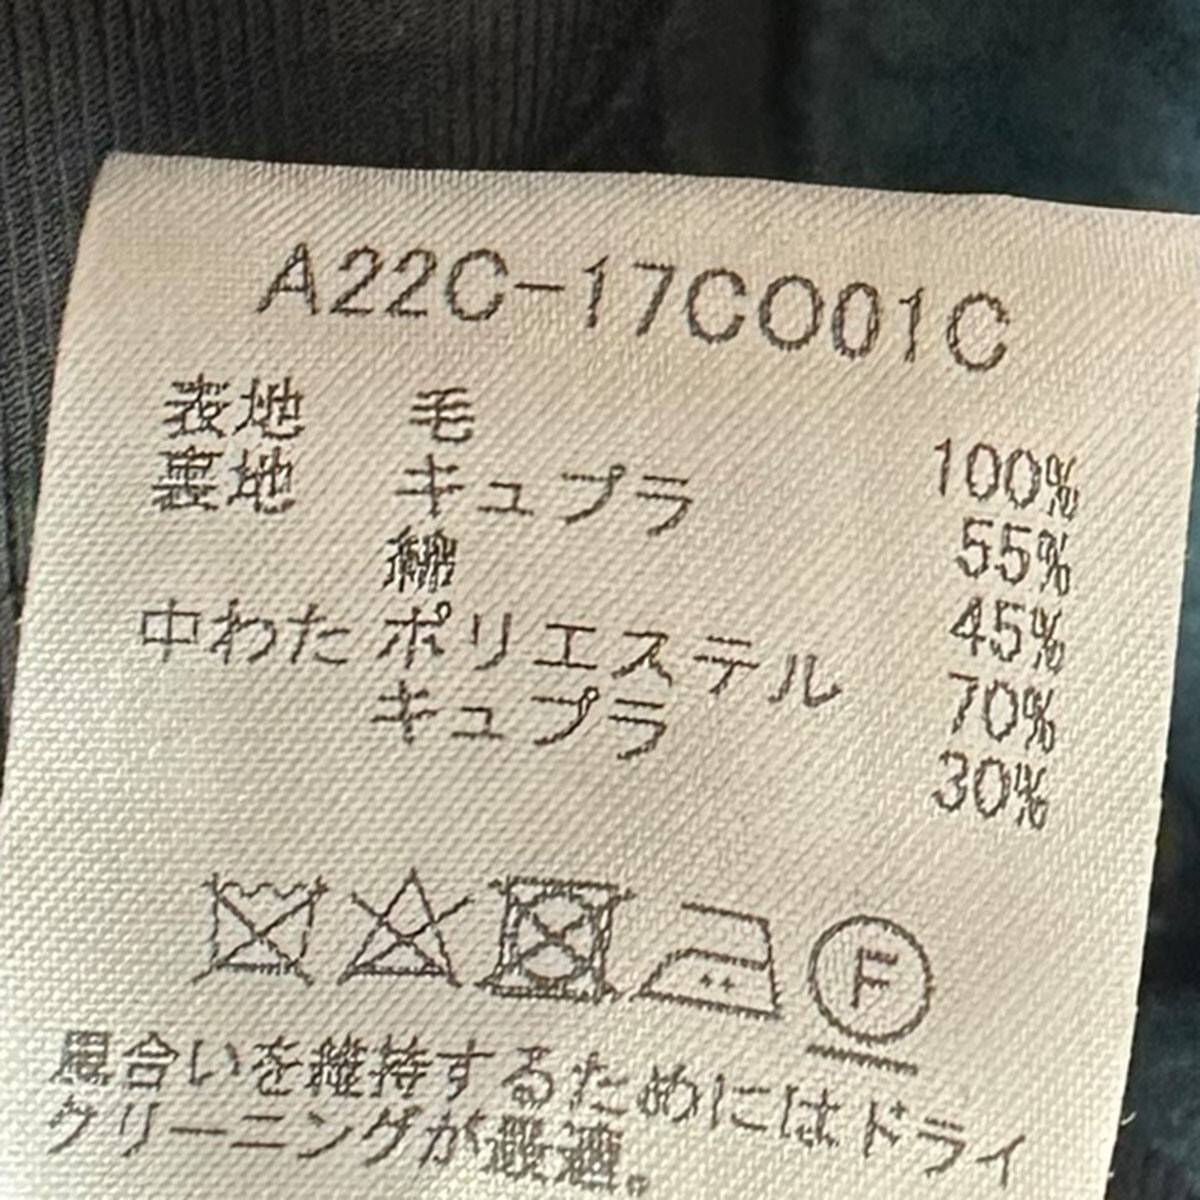 A22C-17CO01C
表地 毛 100%
裏地 キュプラ 55%
綿 45%
中わた ポリエステル 70%
キュプラ 30%
F
風合いを維持するためにはドライ
クリーニングが最適。